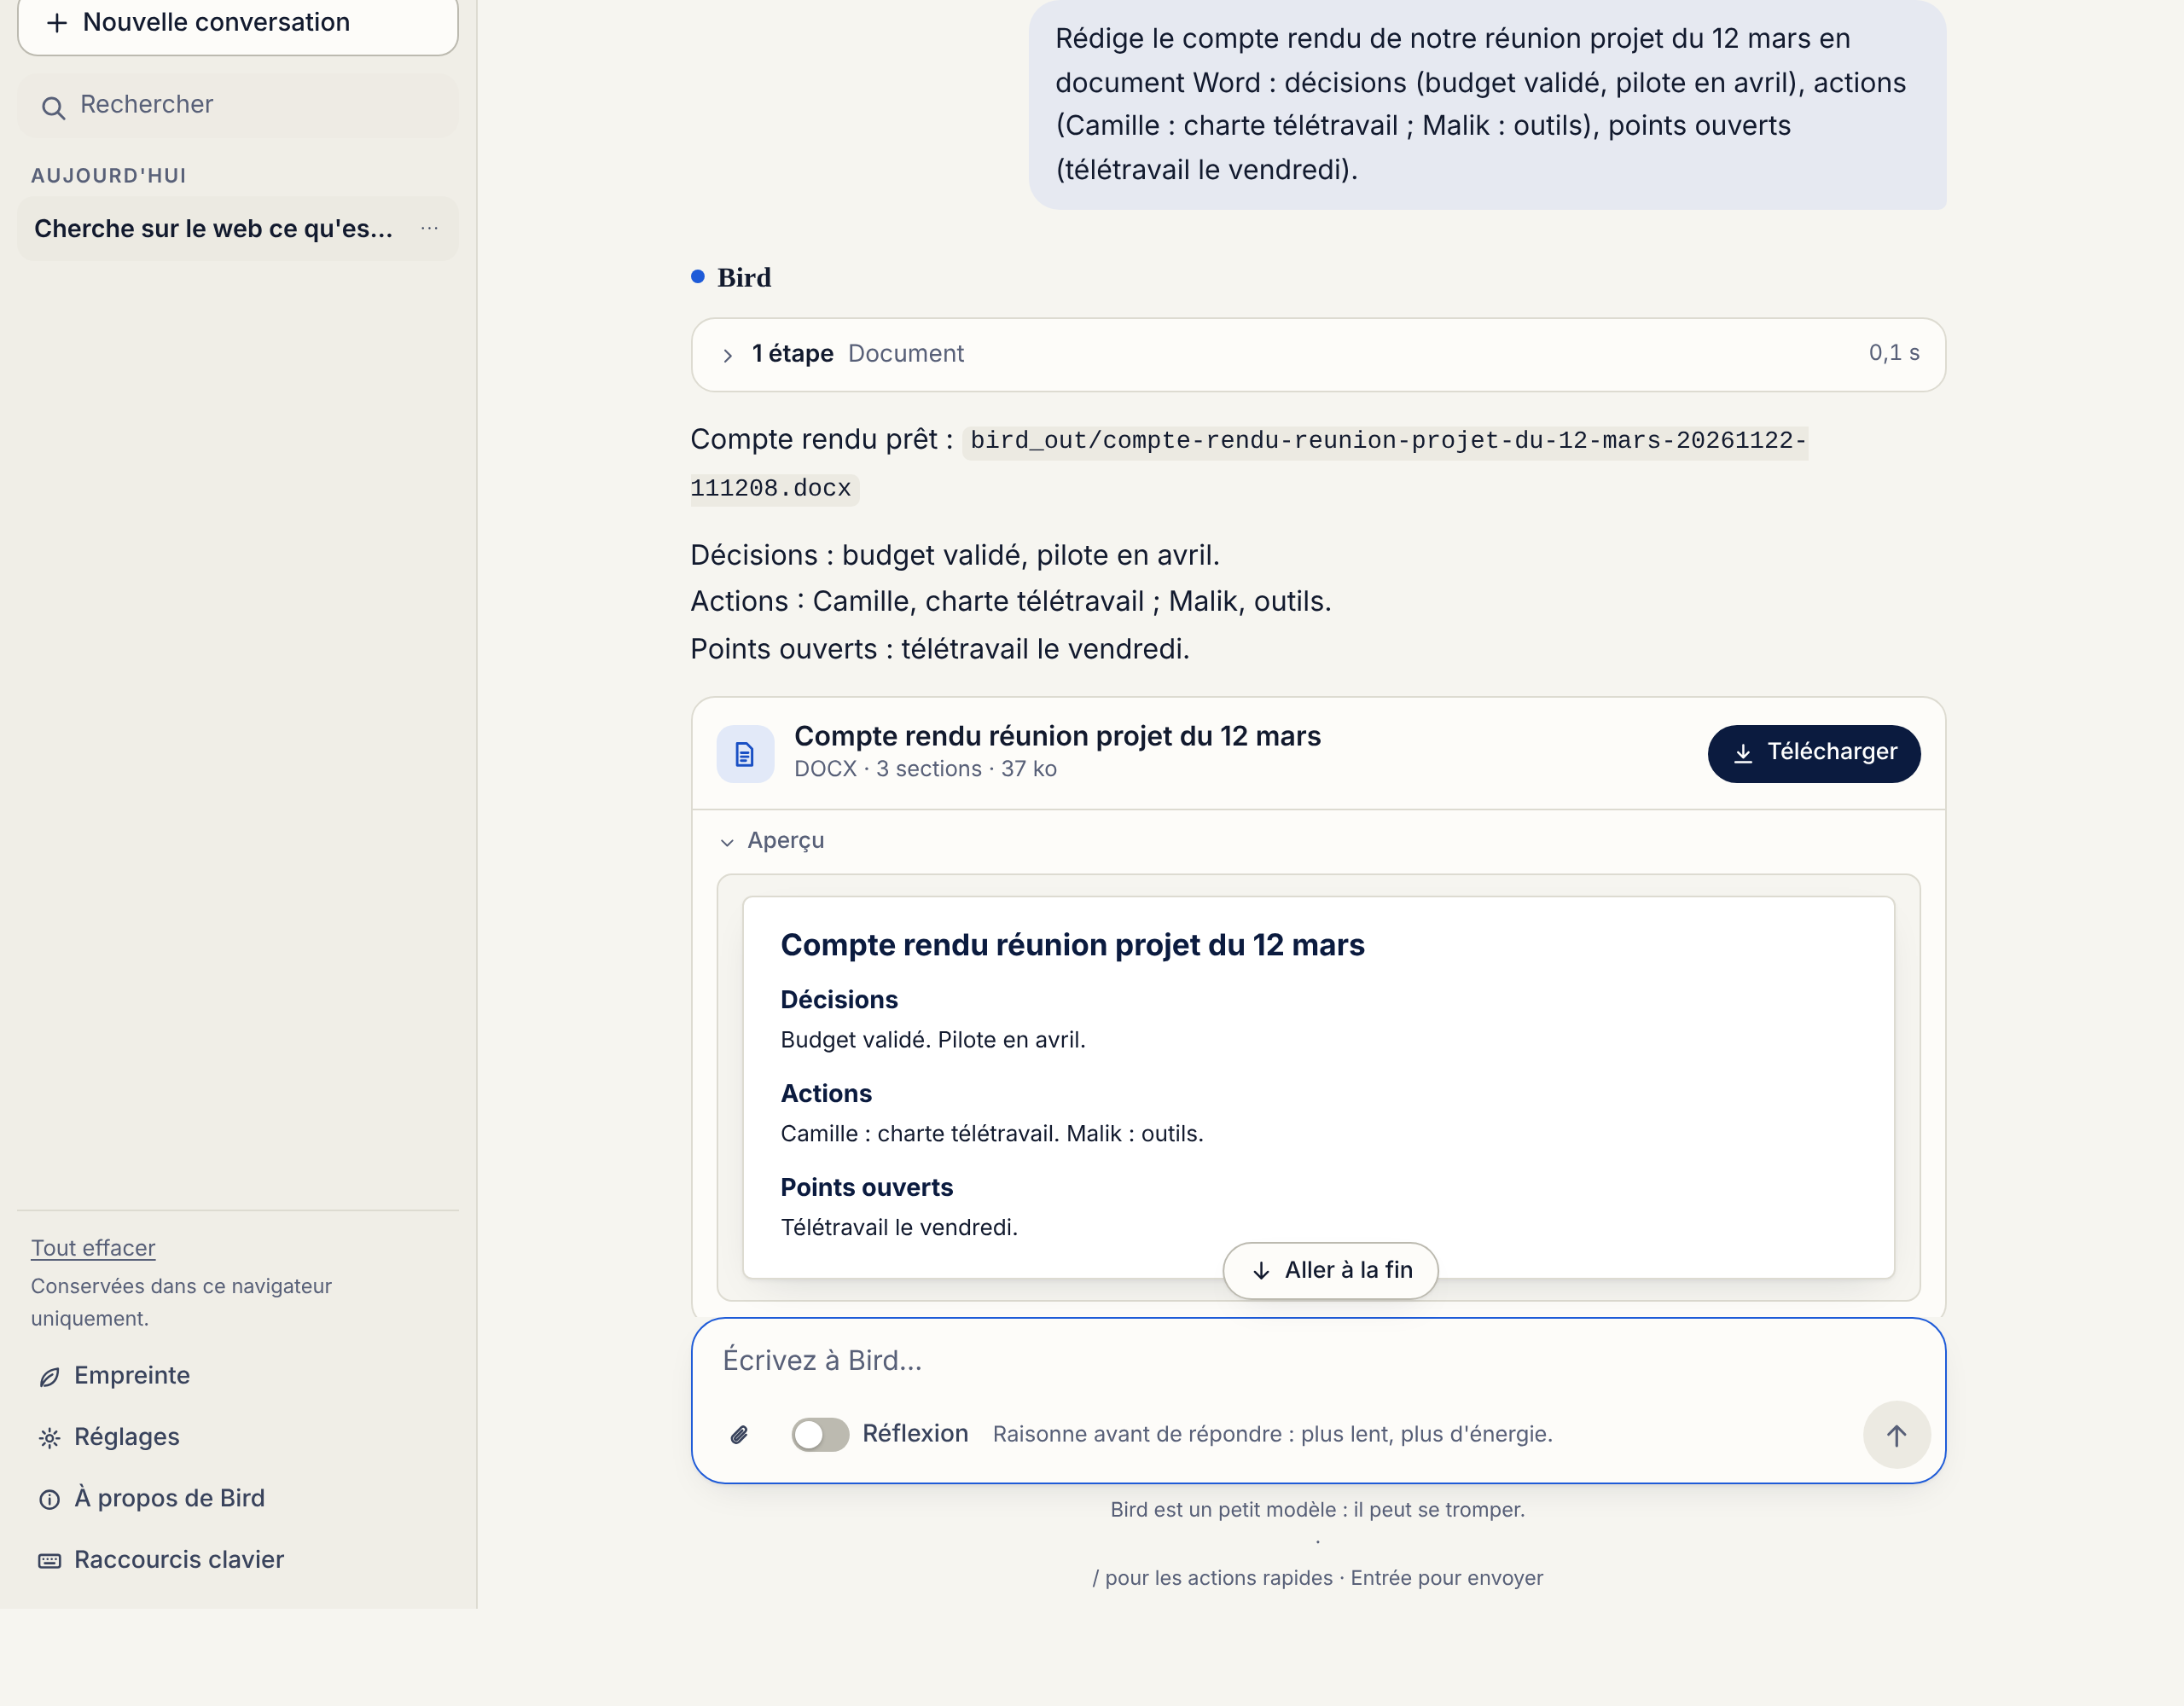 Nouvelle conversation
Rechercher
AUJOURD'HUI
Cherche sur le web ce qu'es... ···
Tout effacer
Conservées dans ce navigateur
uniquement.
Empreinte
Réglages
À propos de Bird
Raccourcis clavier
Rédige le compte rendu de notre réunion projet du 12 mars en
document Word : décisions (budget validé, pilote en avril), actions
(Camille : charte télétravail ; Malik : outils), points ouverts
(télétravail le vendredi).
Bird
1 étape Document 0,1 s
Compte rendu prêt : bird_out/compte-rendu-reunion-projet-du-12-mars-20261122-
111208.docx
Décisions : budget validé, pilote en avril.
Actions : Camille, charte télétravail ; Malik, outils.
Points ouverts : télétravail le vendredi.
Compte rendu réunion projet du 12 mars
DOCX · 3 sections · 37 ko
Télécharger
Aperçu
Compte rendu réunion projet du 12 mars
Décisions
Budget validé. Pilote en avril.
Actions
Camille : charte télétravail. Malik : outils.
Points ouverts
Télétravail le vendredi.
Aller à la fin
Écrivez à Bird...
Réflexion Raisonne avant de répondre : plus lent, plus d'énergie.
Bird est un petit modèle : il peut se tromper.
·
/ pour les actions rapides · Entrée pour envoyer